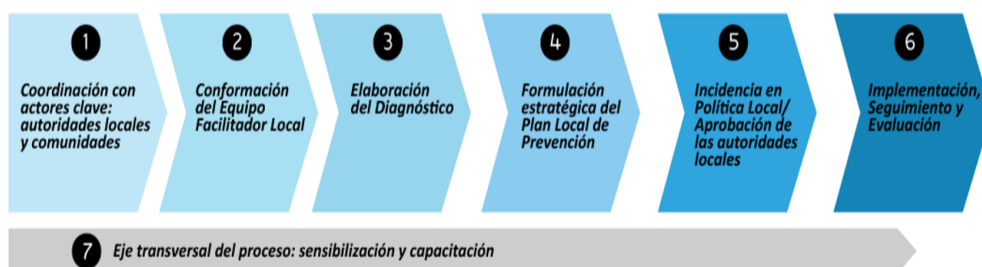 1
Coordinación con
actores clave:
autoridades locales
y comunidades
2
Conformación
del Equipo
Facilitador Local
3
Elaboración
del Diagnóstico
4
Formulación
estratégica del
Plan Local de
Prevención
5
Incidencia en
Política Local/
Aprobación de
las autoridades
locales
6
Implementación,
Seguimiento y
Evaluación
7 Eje transversal del proceso: sensibilización y capacitación